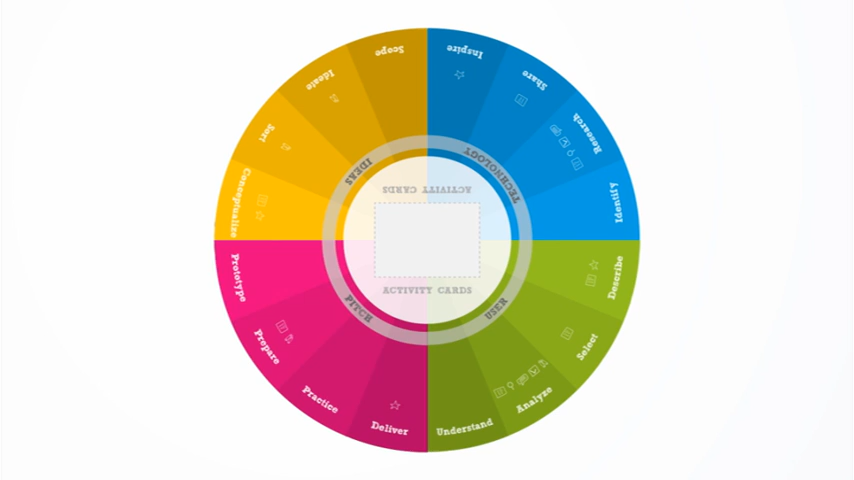 Inspire
Share
Research
Identify
TECHNOLOGY
Describe
Select
Analyze
Understand
USER
Deliver
Practice
Prepare
Prototype
PITCH
Conceptualize
Sort
Ideate
Scope
IDEAS
ACTIVITY CARDS
ACTIVITY CARDS